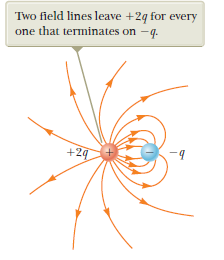 Two field lines leave +2q for every
one that terminates on −q.
+2q + − −q